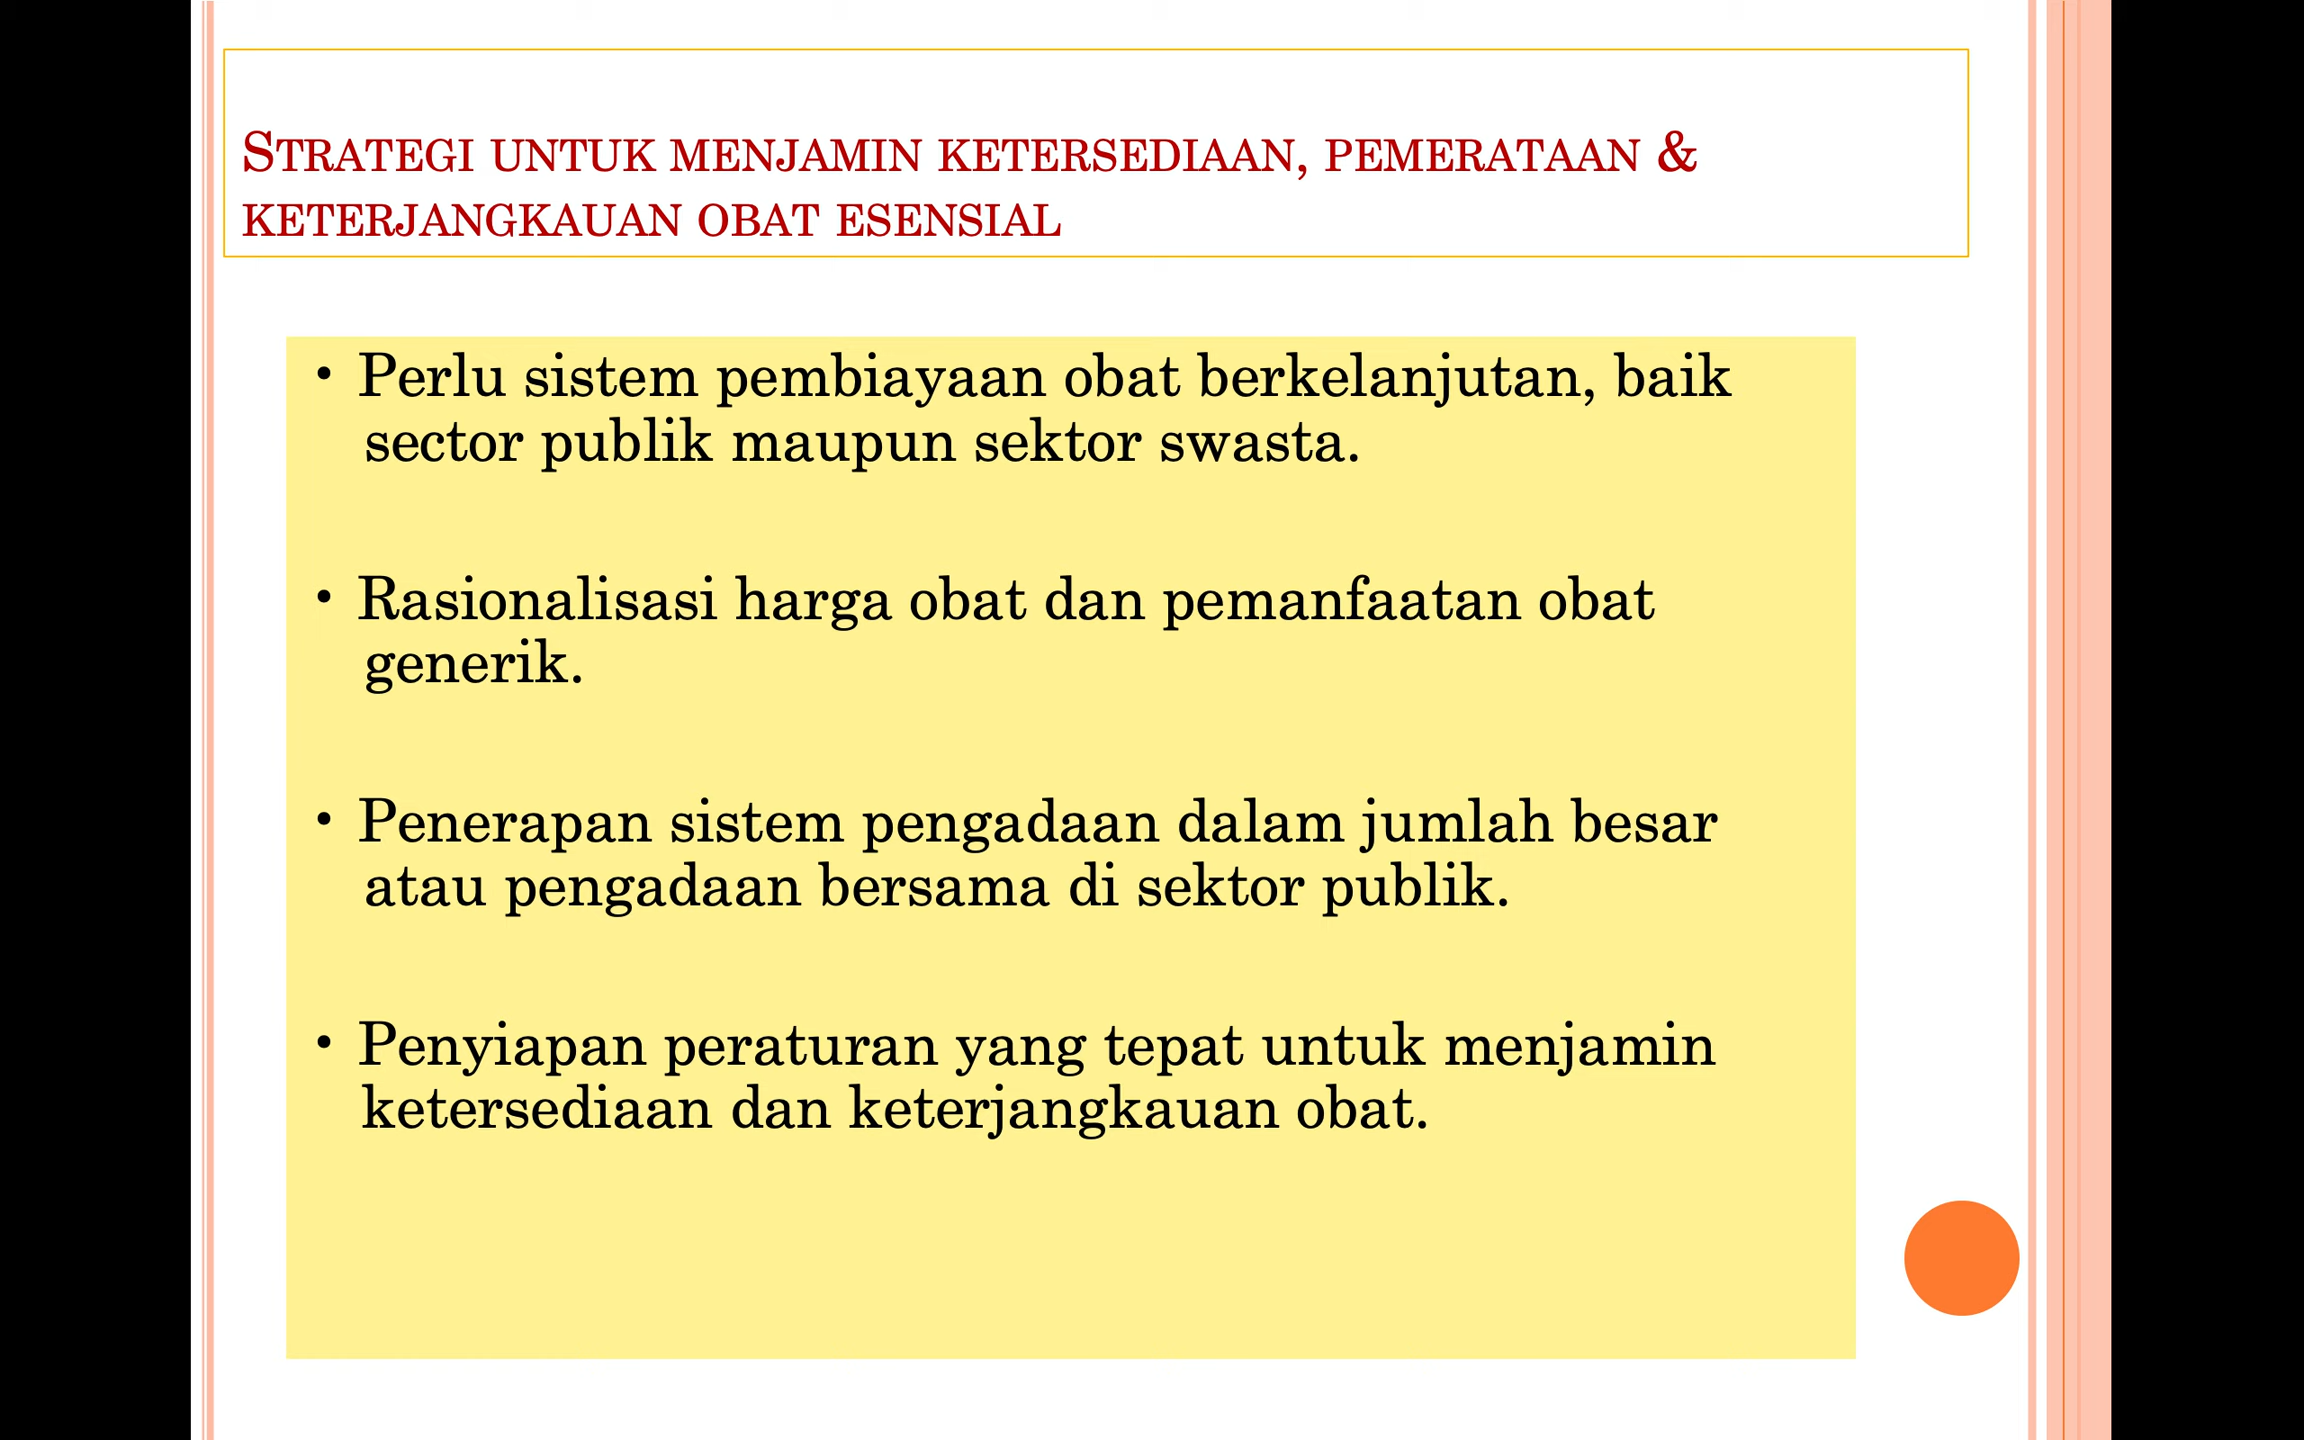 Strategi untuk menjamin ketersediaan, pemerataan &
keterjangkauan obat esensial
• Perlu sistem pembiayaan obat berkelanjutan, baik
sector publik maupun sektor swasta.
• Rasionalisasi harga obat dan pemanfaatan obat
generik.
• Penerapan sistem pengadaan dalam jumlah besar
atau pengadaan bersama di sektor publik.
• Penyiapan peraturan yang tepat untuk menjamin
ketersediaan dan keterjangkauan obat.